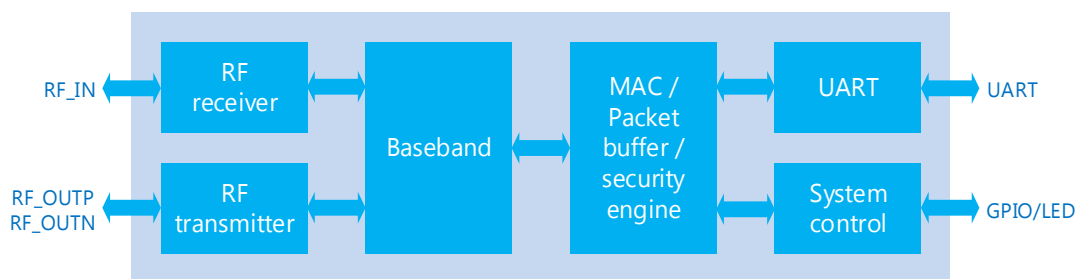 RF_IN
RF
receiver
RF_OUTP
RF_OUTN
RF
transmitter
Baseband
MAC /
Packet
buffer /
security
engine
UART
UART
System
control
GPIO/LED